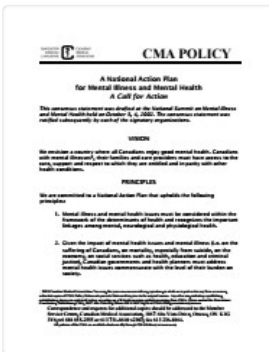 CMA POLICY
A National Action Plan
for Mental Illness and Mental Health
A Call for Action
This consensus statement was drafted at the National Summit on Mental Illness
and Mental Health held on October 3, 4, 2002. The consensus statement was
ratified subsequently by each of the signatory organizations.
VISION
We envision a country where all Canadians enjoy good mental health. Canadians
with mental illness, their families and care providers must have access to the
care, support and respect to which they are entitled and in parity with other
health conditions.
PRINCIPLES
We are committed to a National Action Plan that upholds the following
principles:
1. Mental illness and mental health issues must be considered within the
framework of the determinants of health and recognizes the important
linkages among mental, neurological and physiological health.
2. Given the impact of mental health issues and mental illness (i.e. on the
suffering of Canadians, on mortality, especially from suicide, on the
economy, on social services such as health, education and criminal
justice), Canadian governments and health planners must address
mental health issues commensurate with the level of their burden on
society.